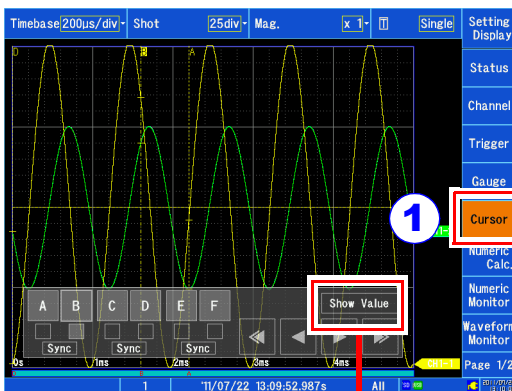 Timebase 200µs/div Shot 25div Mag. x 1 T Single Setting Display
Status
Channel
Trigger
Gauge
1 Cursor
Numeric Calc.
Numeric Monitor
Waveform Monitor
D B A
A B C D E F Show Value
Sync Sync Sync
0s 1ms 2ms 3ms 4ms CH1-1 Page 1/2
B A
1 '11/07/22 13:09:52.987s All